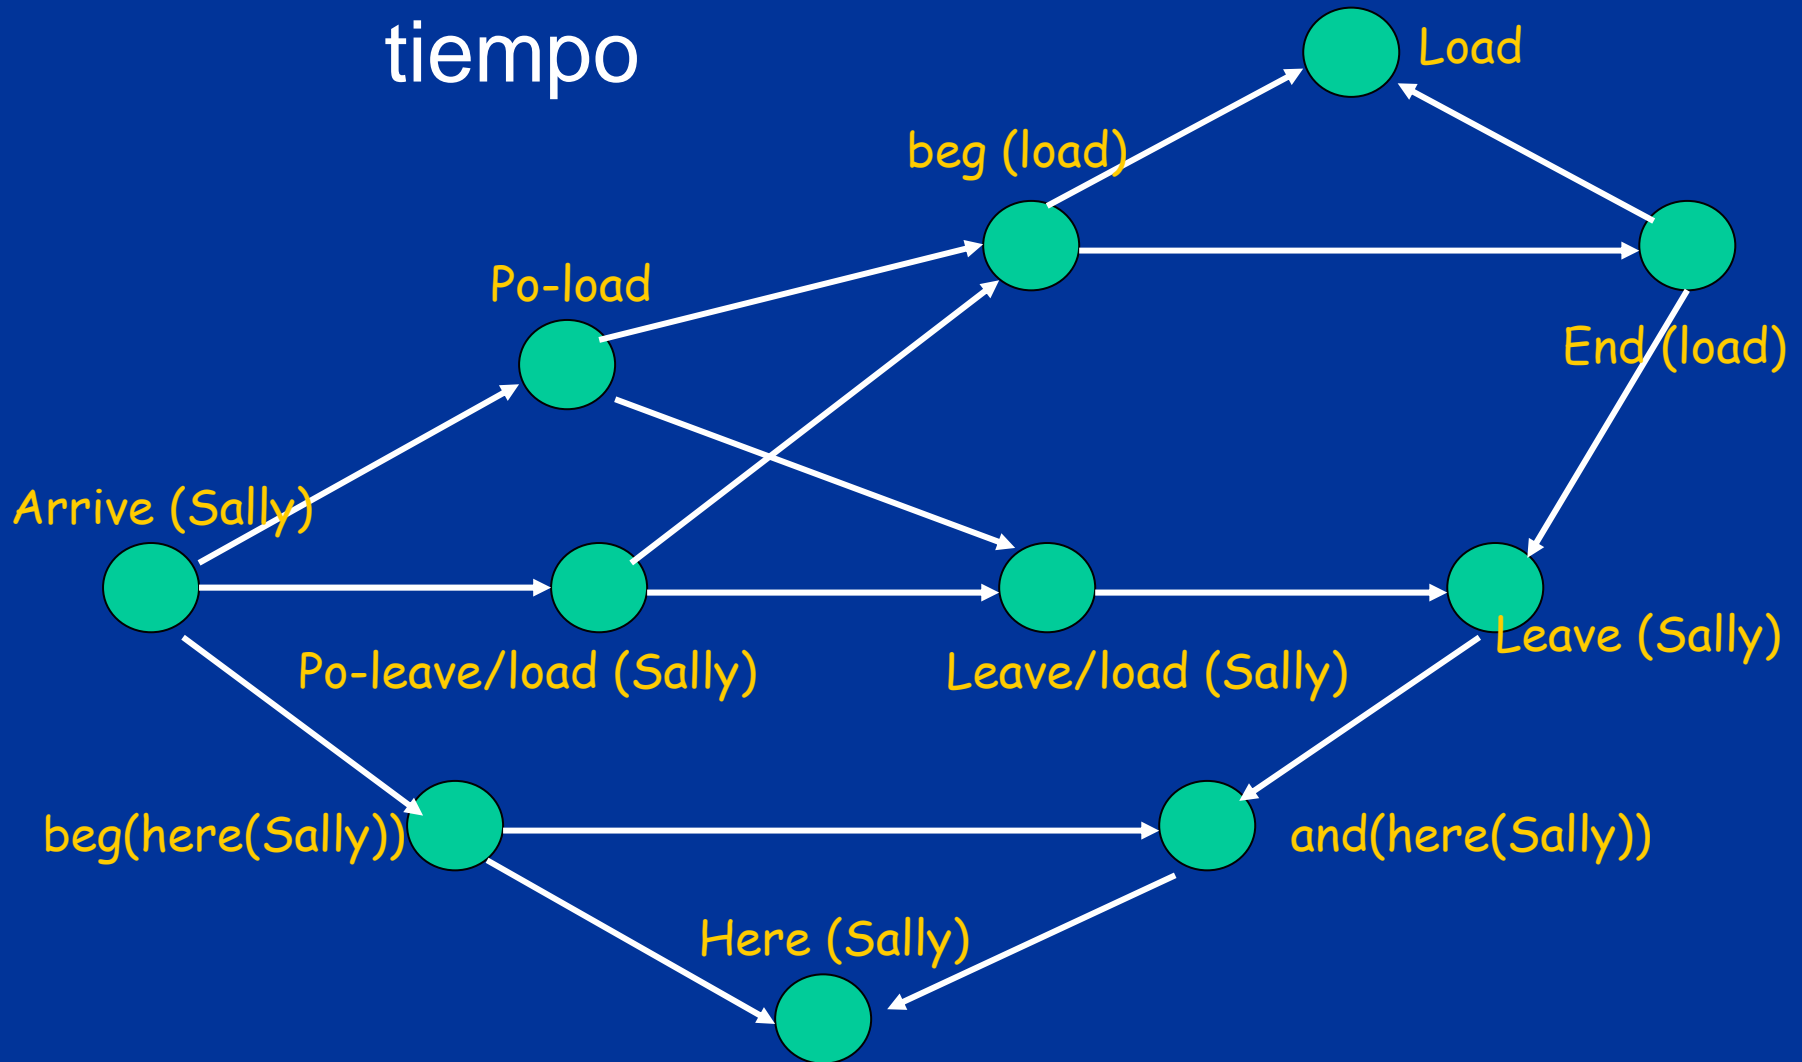 tiempo
Load
beg (load)
Po-load
End (load)
Arrive (Sally)
Leave (Sally)
Po-leave/load (Sally)
Leave/load (Sally)
beg(here(Sally))
and(here(Sally))
Here (Sally)